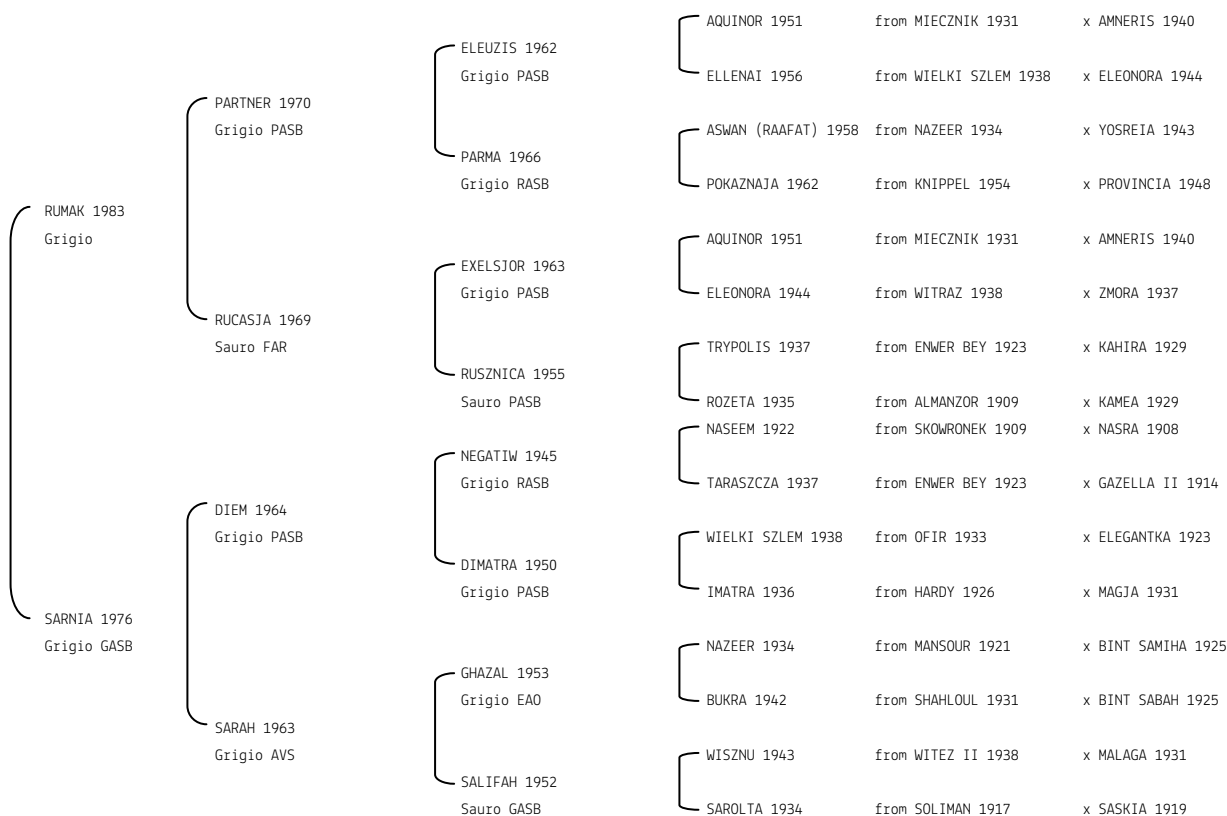 AQUINOR 1951 from MIECZNIK 1931 x AMNERIS 1940
ELEUZIS 1962
Grigio PASB
ELLENAI 1956 from WIELKI SZLEM 1938 x ELEONORA 1944
PARTNER 1970
Grigio PASB
ASWAN (RAAFAT) 1958 from NAZEER 1934 x YOSREIA 1943
PARMA 1966
Grigio RASB
POKAZNAJA 1962 from KNIPPEL 1954 x PROVINCIA 1948
RUMAK 1983
Grigio
AQUINOR 1951 from MIECZNIK 1931 x AMNERIS 1940
EXELSJOR 1963
Grigio PASB
ELEONORA 1944 from WITRAZ 1938 x ZMORA 1937
RUCASJA 1969
Sauro FAR
TRYPOLIS 1937 from ENWER BEY 1923 x KAHIRA 1929
RUSZNICA 1955
Sauro PASB
ROZETA 1935 from ALMANZOR 1909 x KAMEA 1929
NASEEM 1922 from SKOWRONEK 1909 x NASRA 1908
NEGATIW 1945
Grigio RASB
TARASZCZA 1937 from ENWER BEY 1923 x GAZELLA II 1914
DIEM 1964
Grigio PASB
WIELKI SZLEM 1938 from OFIR 1933 x ELEGANTKA 1923
DIMATRA 1950
Grigio PASB
IMATRA 1936 from HARDY 1926 x MAGJA 1931
SARNIA 1976
Grigio GASB
NAZEER 1934 from MANSOUR 1921 x BINT SAMIHA 1925
GHAZAL 1953
Grigio EAO
BUKRA 1942 from SHAHLOUL 1931 x BINT SABAH 1925
SARAH 1963
Grigio AVS
WISZNU 1943 from WITEZ II 1938 x MALAGA 1931
SALIFAH 1952
Sauro GASB
SAROLTA 1934 from SOLIMAN 1917 x SASKIA 1919